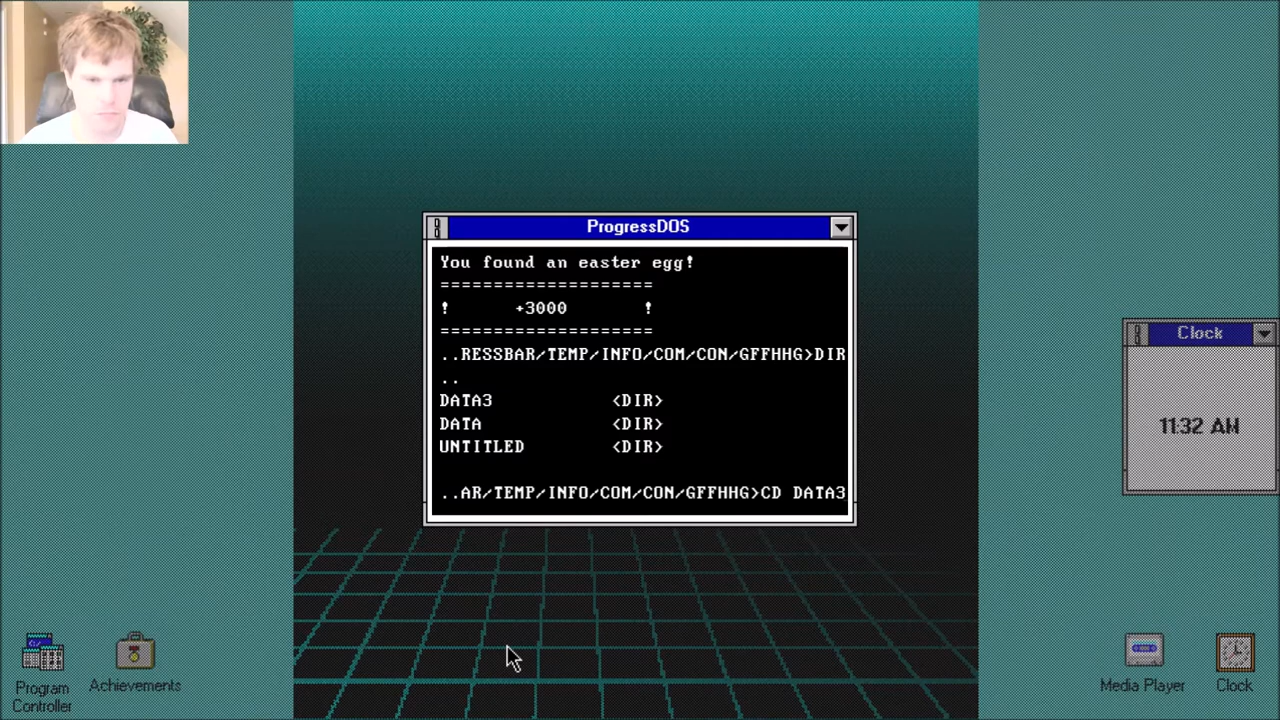 ProgressDOS
You found an easter egg!
====================
! +3000 !
====================
..RESSBAR/TEMP/INFO/COM/CON/GFFHHG>DIR
..
DATA3 <DIR>
DATA <DIR>
UNTITLED <DIR>
..AR/TEMP/INFO/COM/CON/GFFHHG>CD DATA3
Clock
11:32 AM
Program
Controller
Achievements
Media Player
Clock